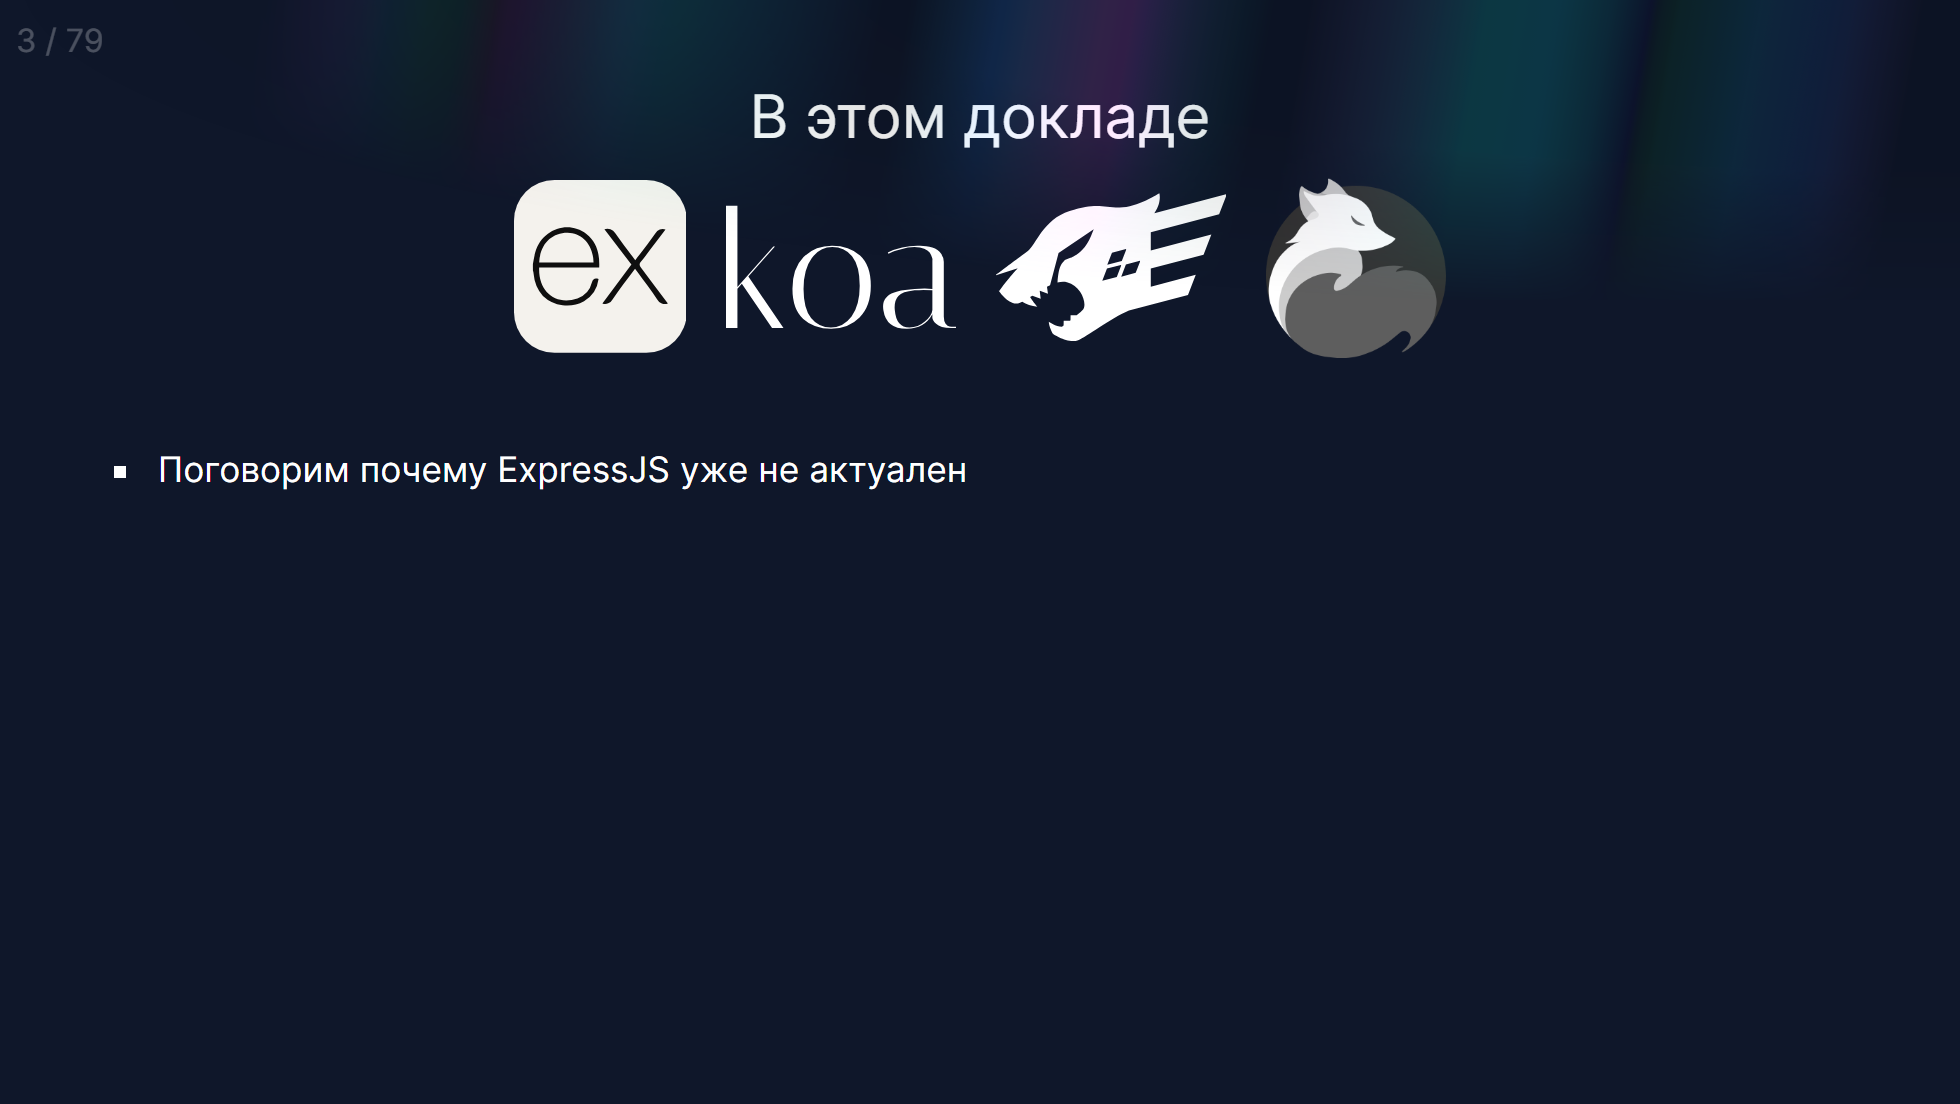 3 / 79
В этом докладе
ex koa
Поговорим почему ExpressJS уже не актуален